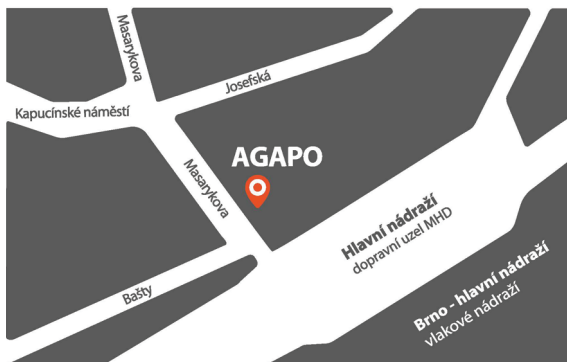 Masarykova
Josefská
Kapucínské náměstí
AGAPO
Masarykova
Hlavní nádraží
dopravní uzel MHD
Bašty
Brno - hlavní nádraží
vlakové nádraží